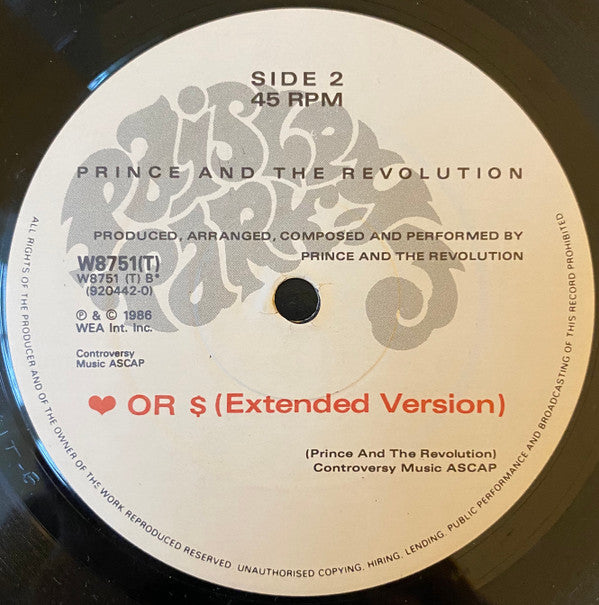 SIDE 2
45 RPM
PAISLEY
PARK
PRINCE AND THE REVOLUTION
PRODUCED, ARRANGED, COMPOSED AND PERFORMED BY
PRINCE AND THE REVOLUTION
W8751(T)
W8751 (T) B*
(920442-0)
℗ & © 1986
WEA Int. Inc.
Controversy
Music ASCAP
❤ OR $ (Extended Version)
(Prince And The Revolution)
Controversy Music ASCAP
ALL RIGHTS OF THE PRODUCER AND OF THE OWNER OF THE WORK REPRODUCED RESERVED. UNAUTHORISED COPYING, HIRING, LENDING, PUBLIC PERFORMANCE AND BROADCASTING OF THIS RECORD PROHIBITED